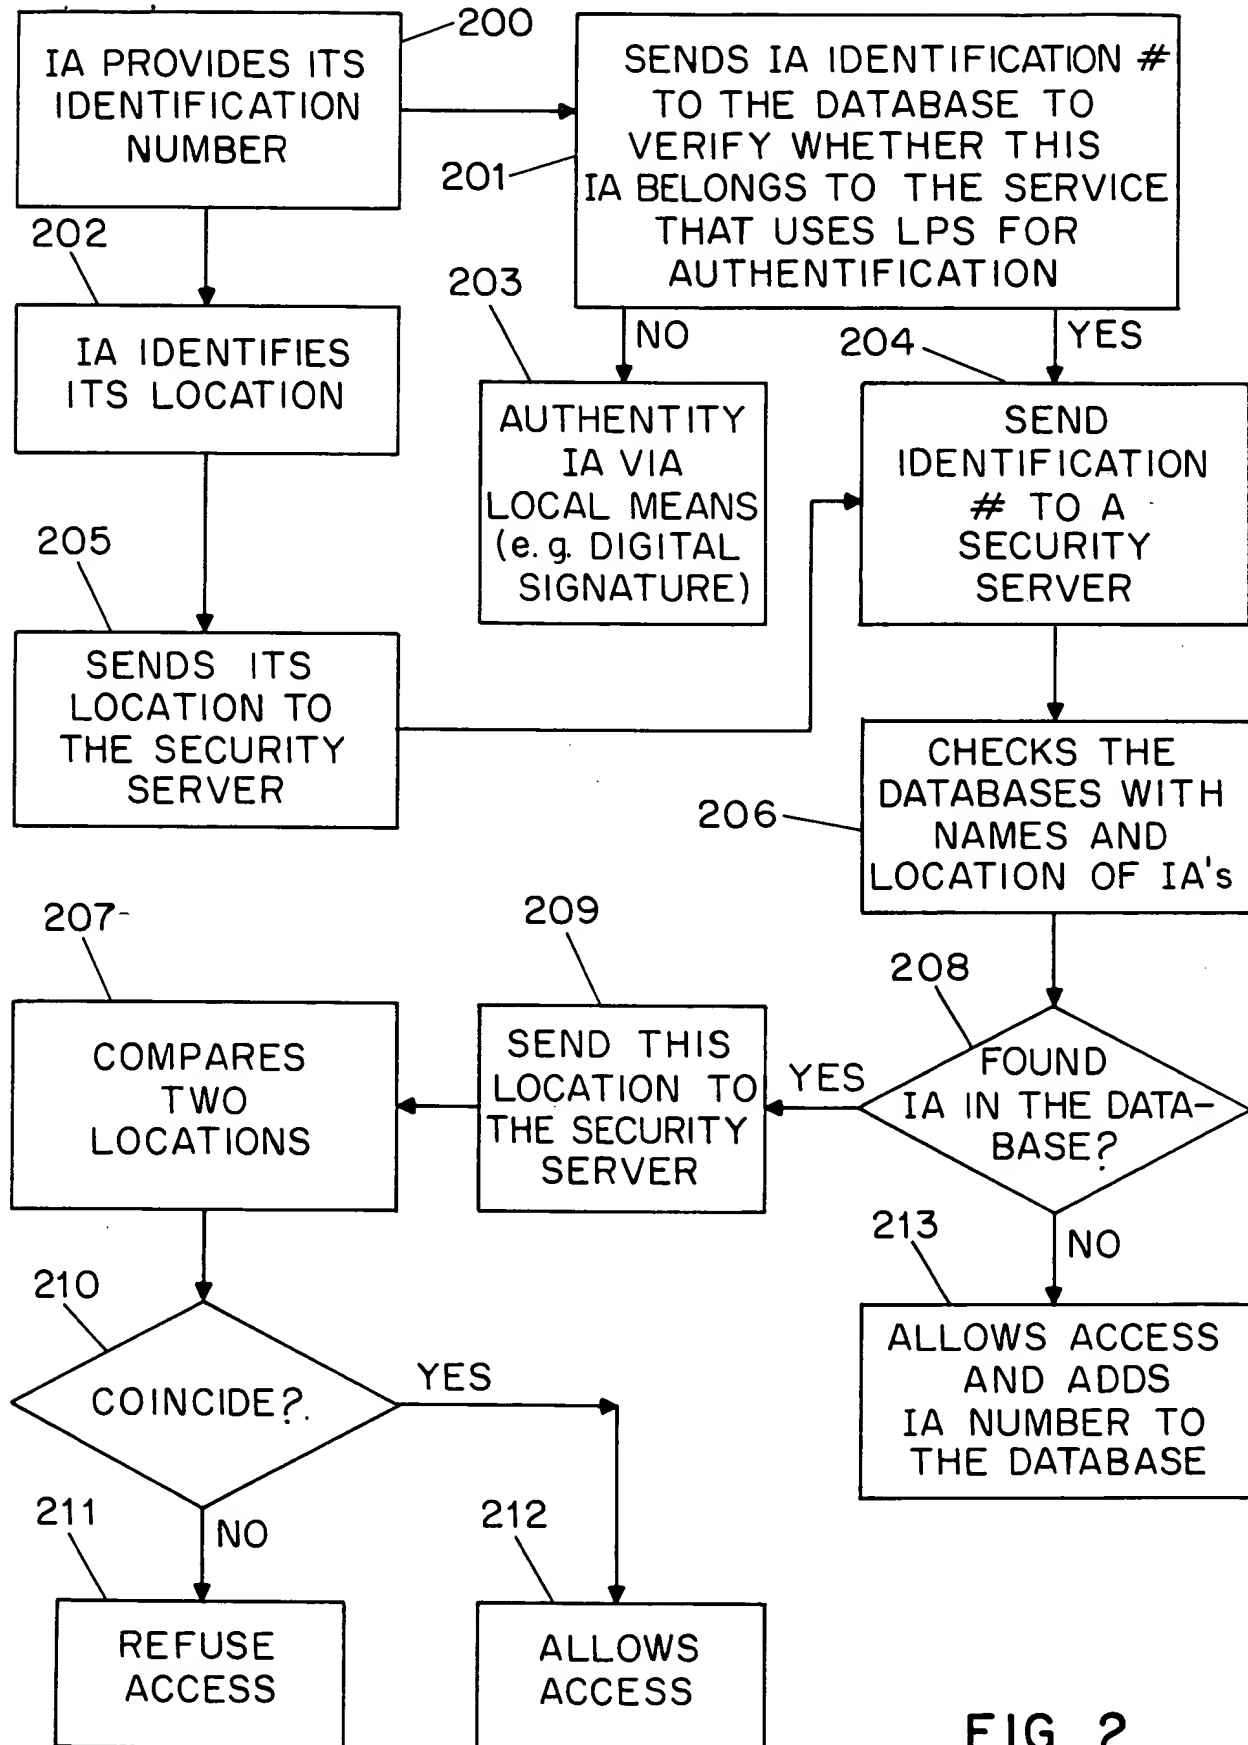 200
IA PROVIDES ITS
IDENTIFICATION
NUMBER
SENDS IA IDENTIFICATION #
TO THE DATABASE TO
VERIFY WHETHER THIS
IA BELONGS TO THE SERVICE
THAT USES LPS FOR
AUTHENTIFICATION
201
202
IA IDENTIFIES
ITS LOCATION
203
NO
YES
204
AUTHENTITY
IA VIA
LOCAL MEANS
(e.g. DIGITAL
SIGNATURE)
SEND
IDENTIFICATION
# TO A
SECURITY
SERVER
205
SENDS ITS
LOCATION TO
THE SECURITY
SERVER
206
CHECKS THE
DATABASES WITH
NAMES AND
LOCATION OF IA's
207
COMPARES
TWO
LOCATIONS
209
SEND THIS
LOCATION TO
THE SECURITY
SERVER
YES
208
FOUND
IA IN THE DATA-
BASE?
NO
213
ALLOWS ACCESS
AND ADDS
IA NUMBER TO
THE DATABASE
210
COINCIDE?
YES
NO
211
REFUSE
ACCESS
212
ALLOWS
ACCESS
FIG. 2